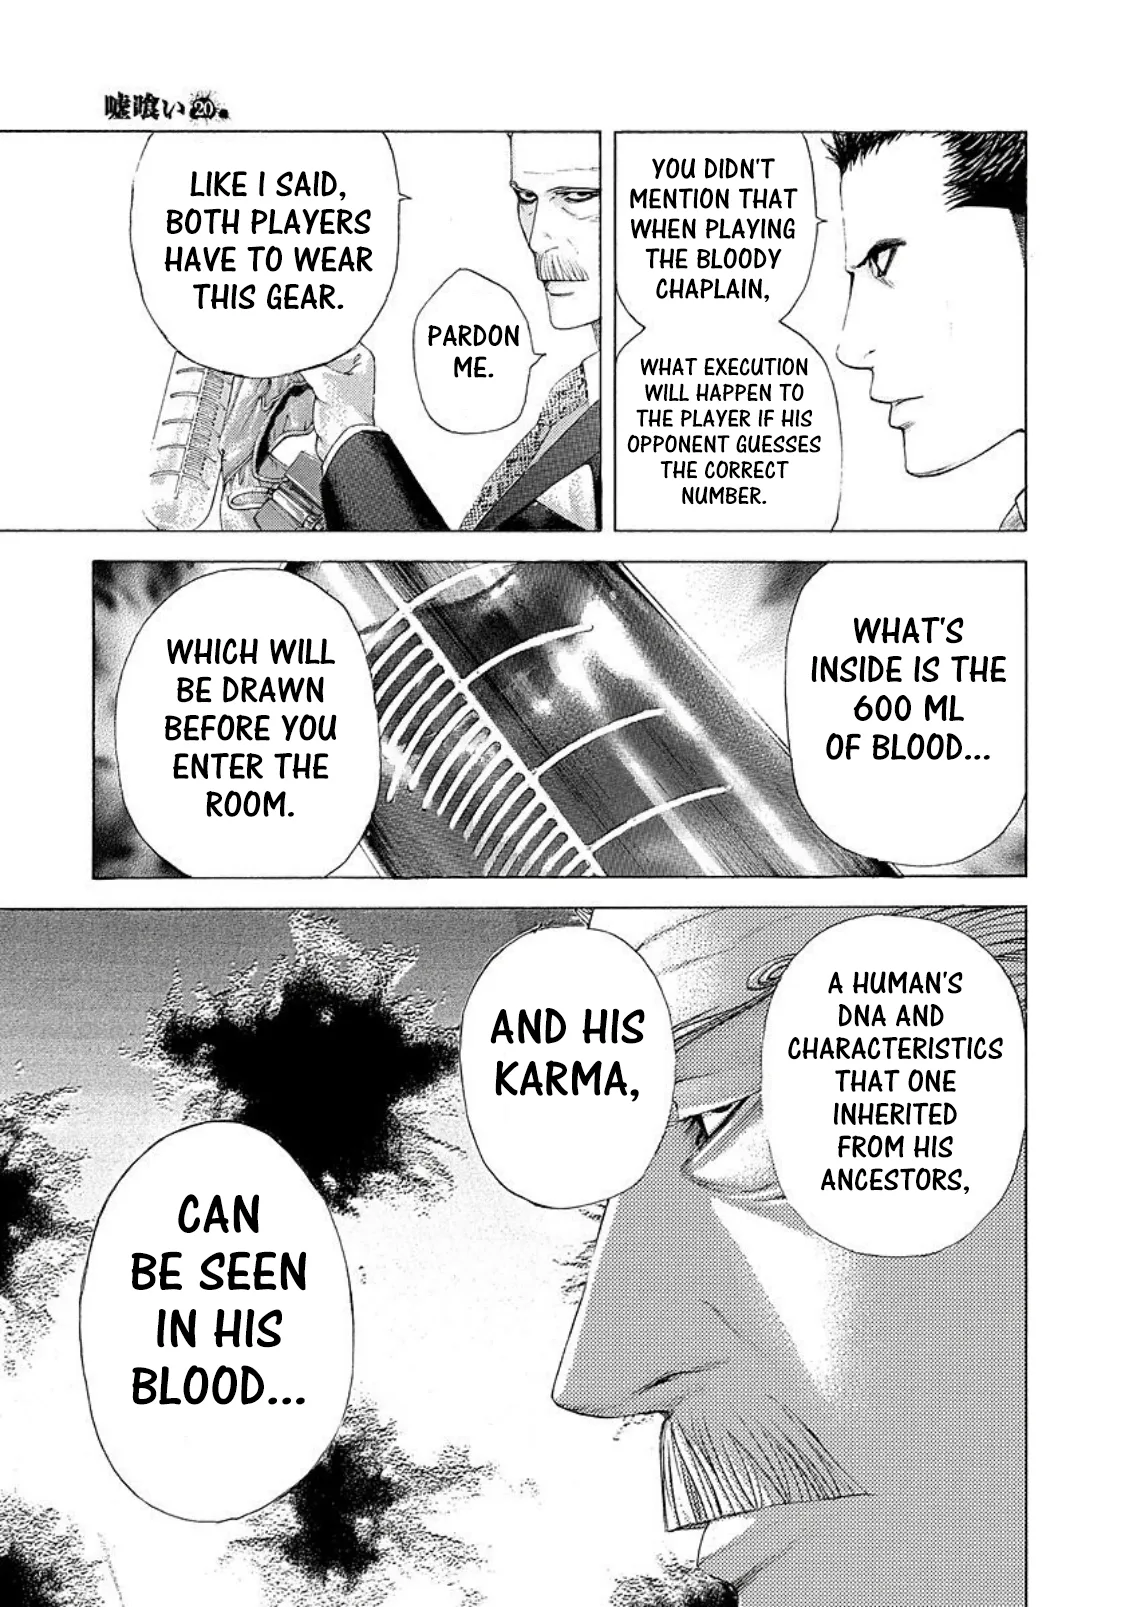 嘘喰い 20
YOU DIDN'T
MENTION THAT
WHEN PLAYING
THE BLOODY
CHAPLAIN,
WHAT EXECUTION
WILL HAPPEN TO
THE PLAYER IF HIS
OPPONENT GUESSES
THE CORRECT
NUMBER.
PARDON
ME.
LIKE I SAID,
BOTH PLAYERS
HAVE TO WEAR
THIS GEAR.
WHAT'S
INSIDE IS THE
600 ML
OF BLOOD...
WHICH WILL
BE DRAWN
BEFORE YOU
ENTER THE
ROOM.
A HUMAN'S
DNA AND
CHARACTERISTICS
THAT ONE
INHERITED
FROM HIS
ANCESTORS,
AND HIS
KARMA,
CAN
BE SEEN
IN HIS
BLOOD...